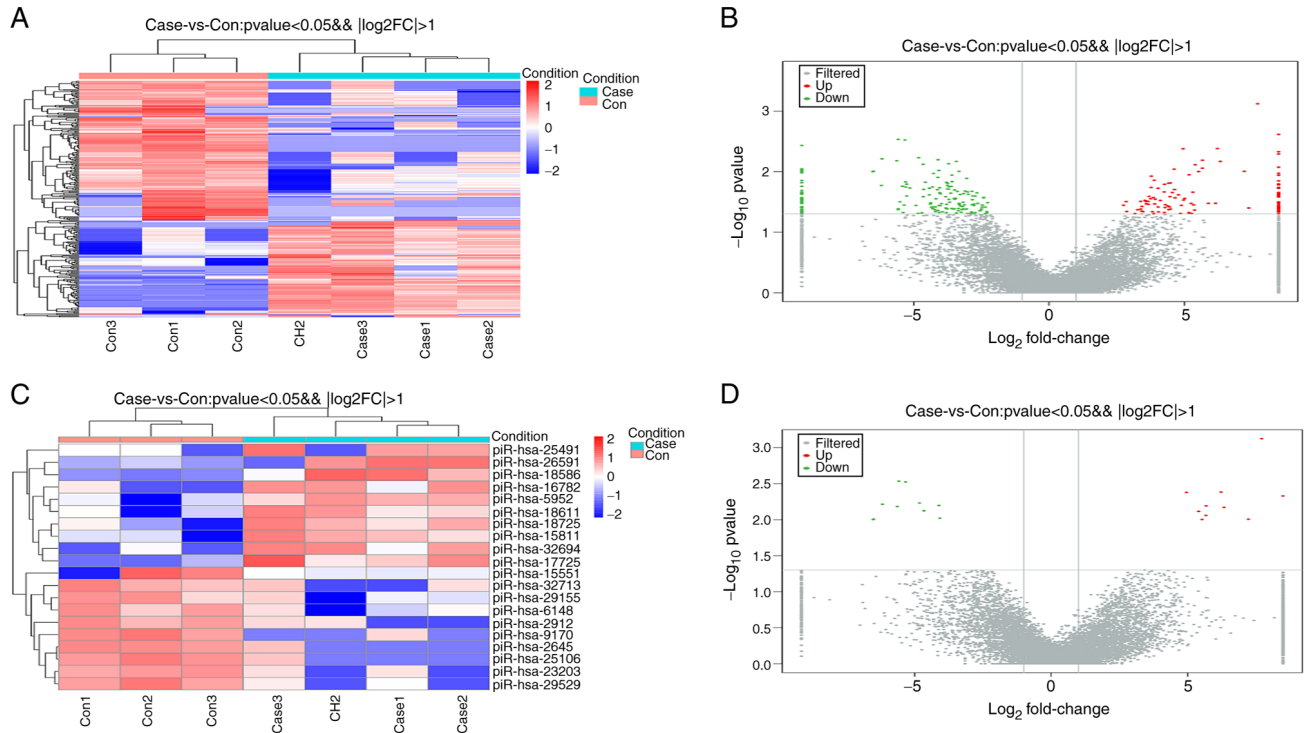 A
Case-vs-Con:pvalue<0.05&& |log2FC|>1
Condition
2
1
0
−1
−2
Condition
Case
Con
Con3
Con1
Con2
CH2
Case3
Case1
Case2
B
Case-vs-Con:pvalue<0.05&& |log2FC|>1
Filtered
Up
Down
3
2
1
0
−Log10 pvalue
−5
0
5
Log2 fold-change
C
Case-vs-Con:pvalue<0.05&& |log2FC|>1
Condition
piR-hsa-25491
piR-hsa-26591
piR-hsa-18586
piR-hsa-16782
piR-hsa-5952
piR-hsa-18611
piR-hsa-18725
piR-hsa-15811
piR-hsa-32694
piR-hsa-17725
piR-hsa-15551
piR-hsa-32713
piR-hsa-29155
piR-hsa-6148
piR-hsa-2912
piR-hsa-9170
piR-hsa-2645
piR-hsa-25106
piR-hsa-23203
piR-hsa-29529
2
1
0
−1
−2
Condition
Case
Con
Con1
Con2
Con3
Case3
CH2
Case1
Case2
D
Case-vs-Con:pvalue<0.05&& |log2FC|>1
Filtered
Up
Down
3.0
2.5
2.0
1.5
1.0
0.5
0.0
−Log10 pvalue
−5
0
5
Log2 fold-change